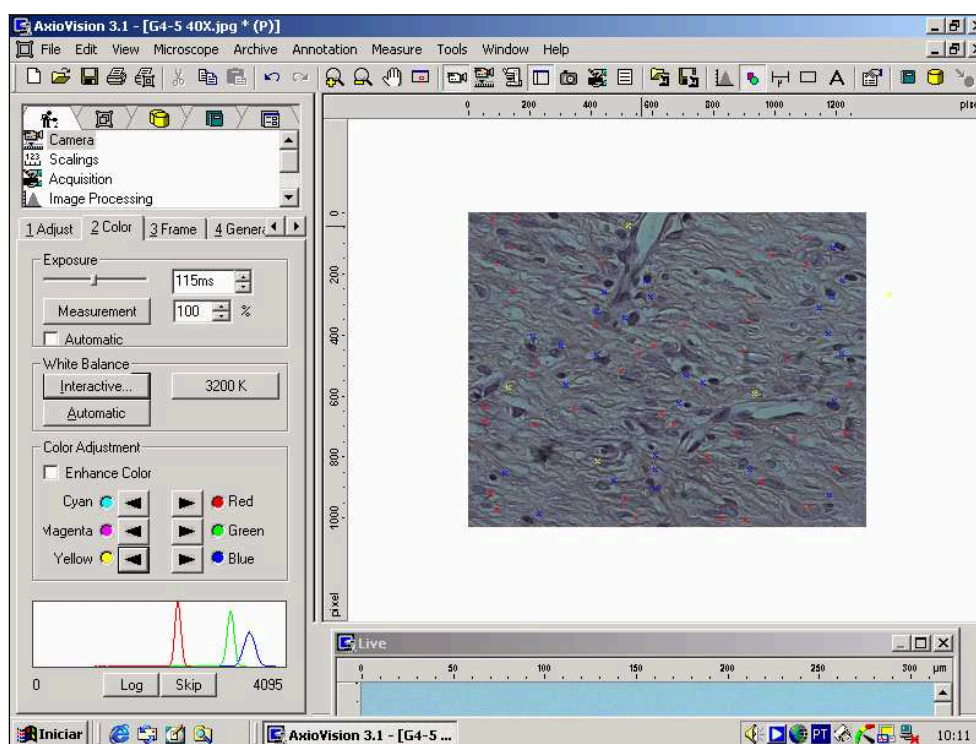 AxioVision 3.1 - [G4-5 40X.jpg * (P)]
File Edit View Microscope Archive Annotation Measure Tools Window Help
Camera
123 Scalings
Acquisition
Image Processing
1 Adjust 2 Color 3 Frame 4 Genera
Exposure
115ms
Measurement 100 %
Automatic
White Balance
Interactive... 3200 K
Automatic
Color Adjustment
Enhance Color
Cyan Red
Magenta Green
Yellow Blue
0 Log Skip 4095
0 200 400 600 800 1000 1200
0
200
400
600
800
1000
pixel
Live
0 50 100 150 200 250 300 µm
Iniciar AxioVision 3.1 - [G4-5 ... PT 10:11